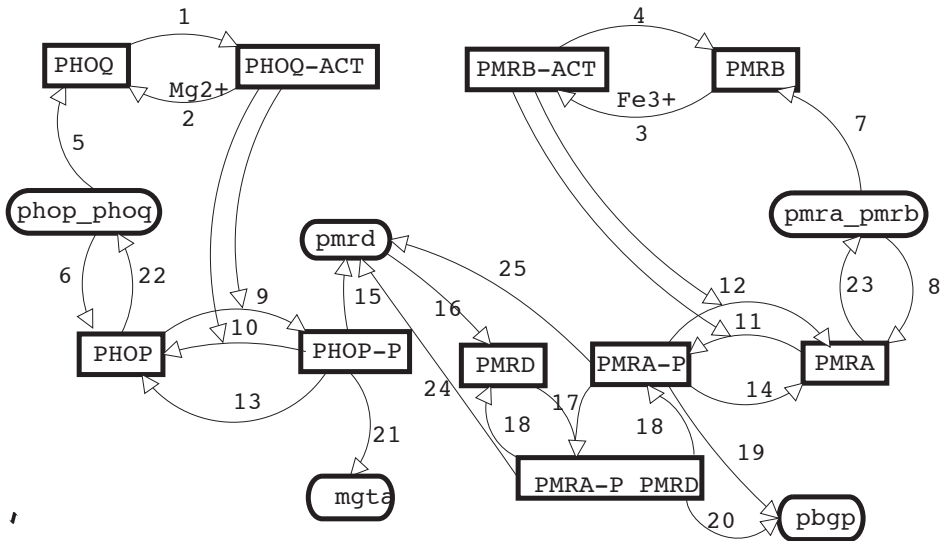 1
4
PHOQ
PHOQ-ACT
PMRB-ACT
PMRB
Mg2+
Fe3+
2
3
5
7
phop_phoq
pmra_pmrb
pmrd
6
22
25
23
8
9
15
12
16
10
11
PHOP
PHOP-P
PMRD
PMRA-P
PMRA
13
24
17
14
18
18
21
19
mgta
PMRA-P PMRD
20
pbgp